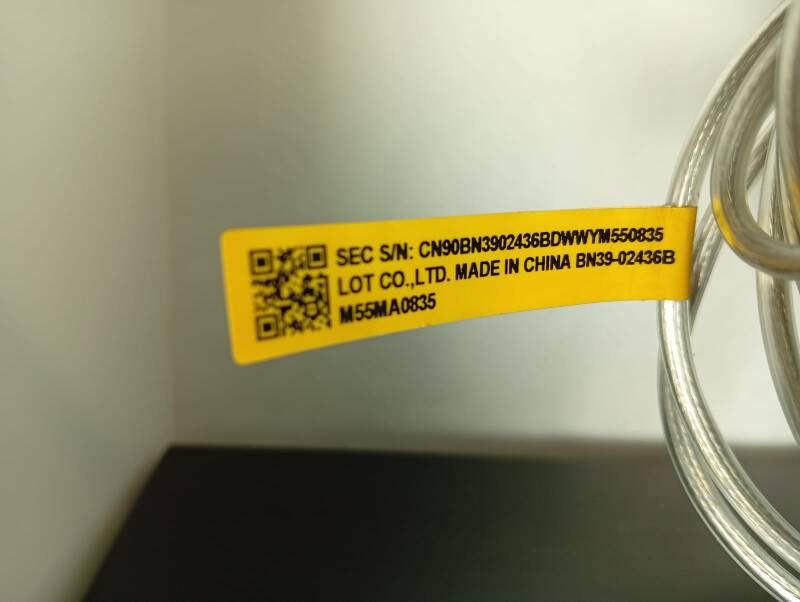 SEC S/N: CN90BN3902436BDWWYM550835
LOT CO.,LTD. MADE IN CHINA BN39-02436B
M55MA0835